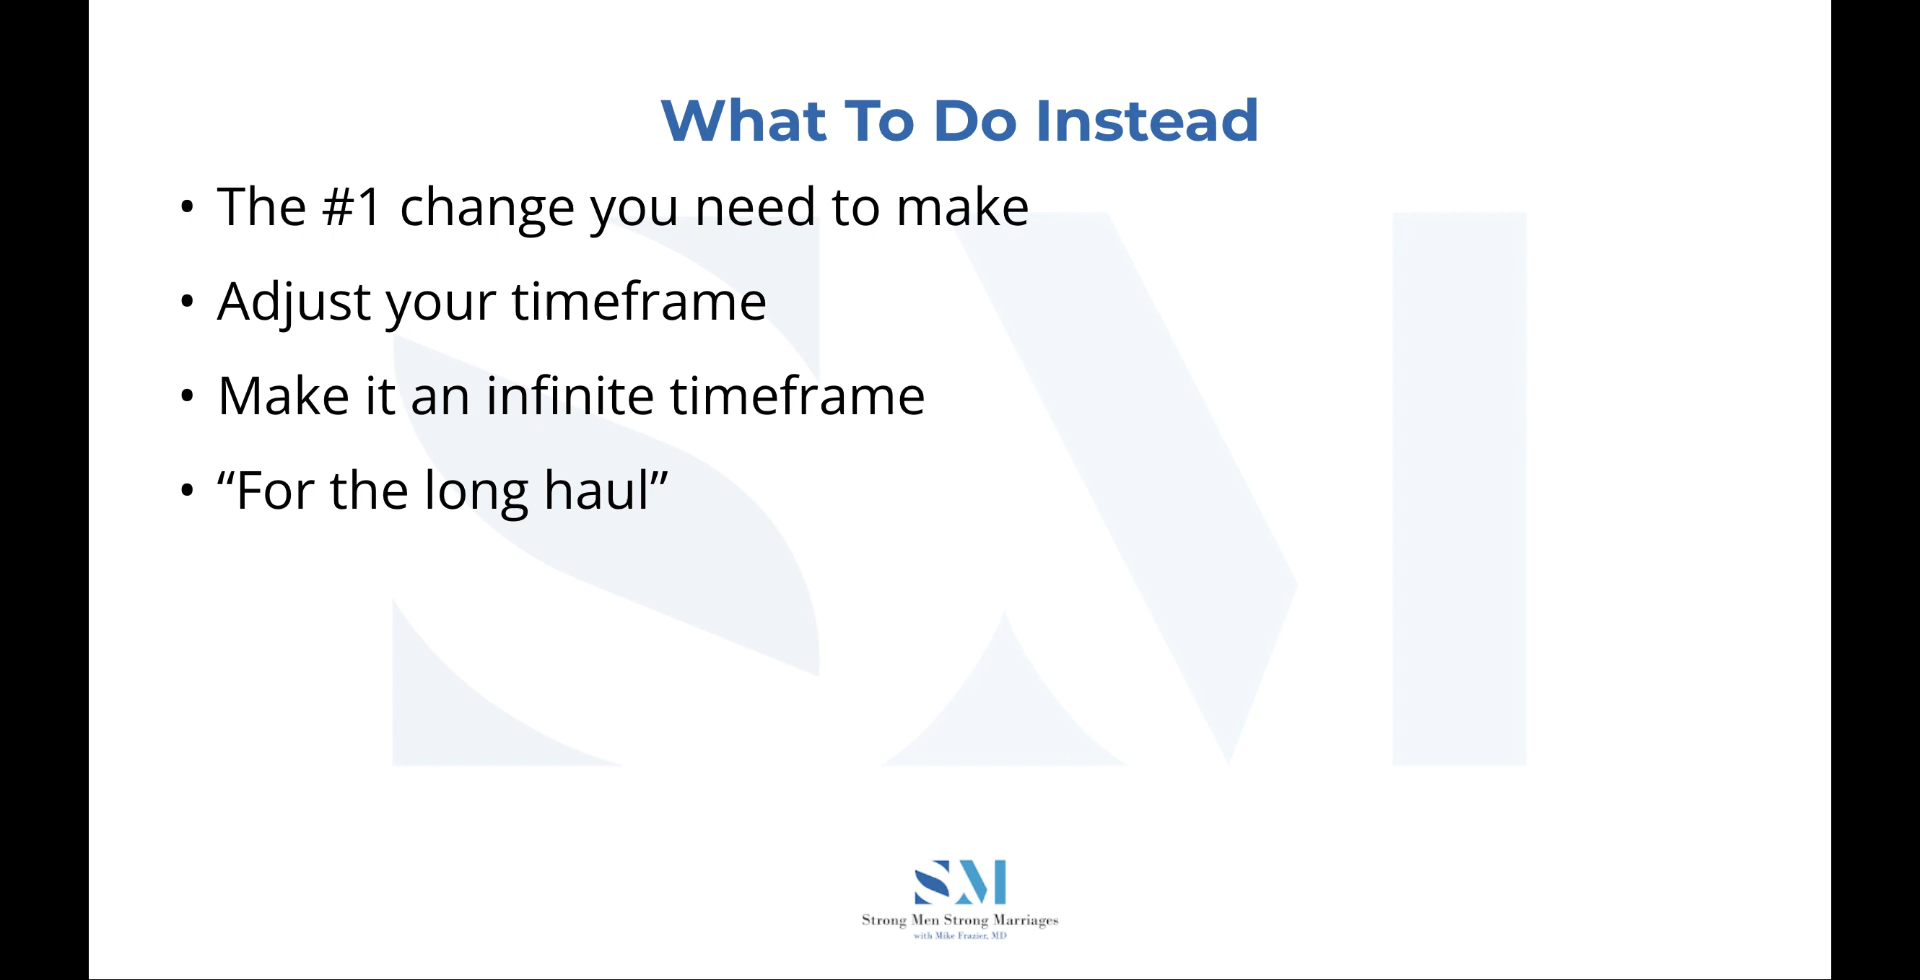 What To Do Instead
• The #1 change you need to make
• Adjust your timeframe
• Make it an infinite timeframe
• “For the long haul”
SM
Strong Men Strong Marriages
with Mike Frazier, MD